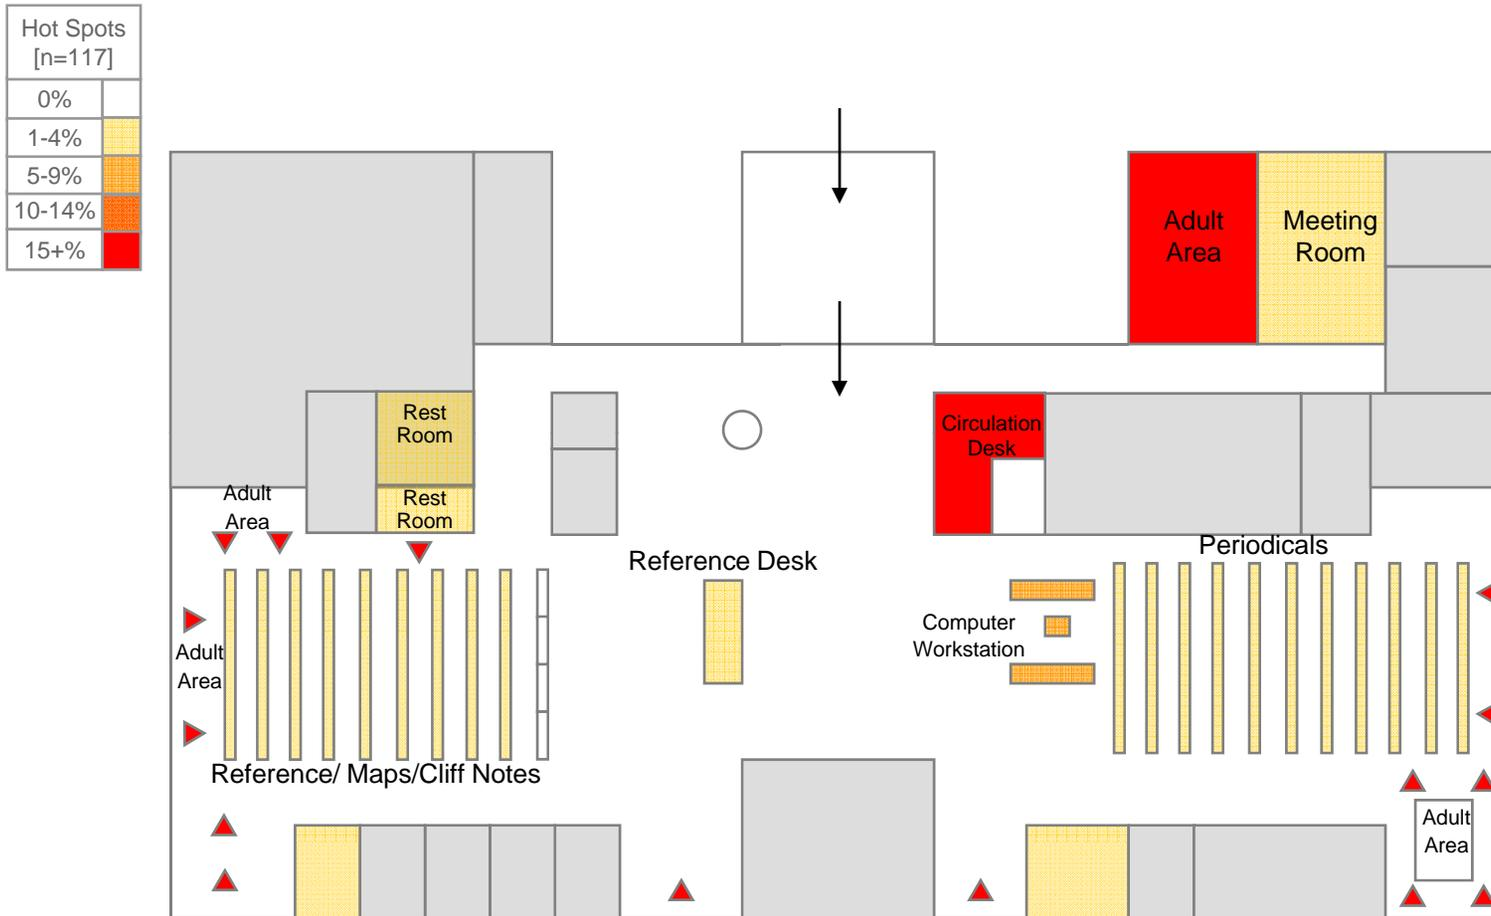 Hot Spots
[n=117]
0%
1-4%
5-9%
10-14%
15+%
Adult
Area
Meeting
Room
Rest
Room
Circulation
Desk
Adult
Area
Rest
Room
Reference Desk
Periodicals
Computer
Workstation
Adult
Area
Reference/ Maps/Cliff Notes
Adult
Area